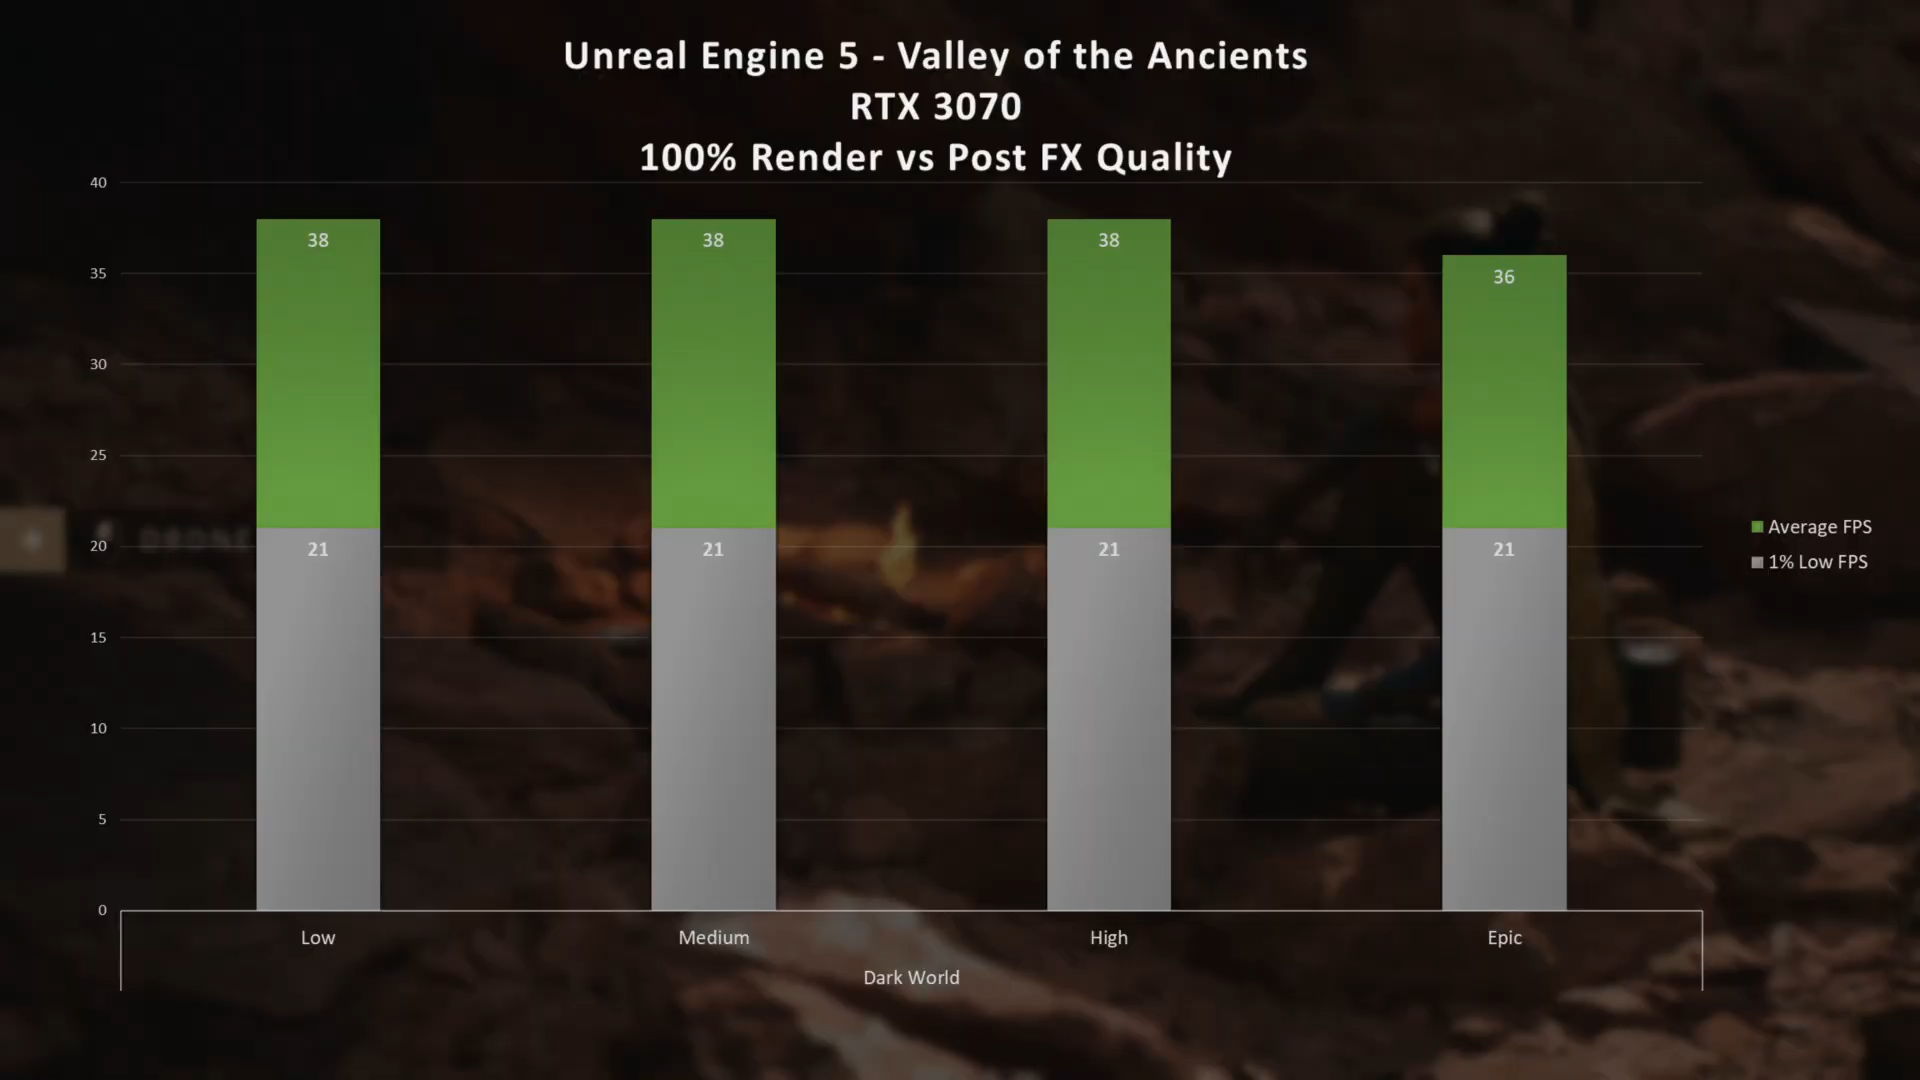 Unreal Engine 5 - Valley of the Ancients
RTX 3070
100% Render vs Post FX Quality
40
35
30
25
20
15
10
5
0
38
38
38
36
21
21
21
21
DRONE
Average FPS
1% Low FPS
Low
Medium
High
Epic
Dark World